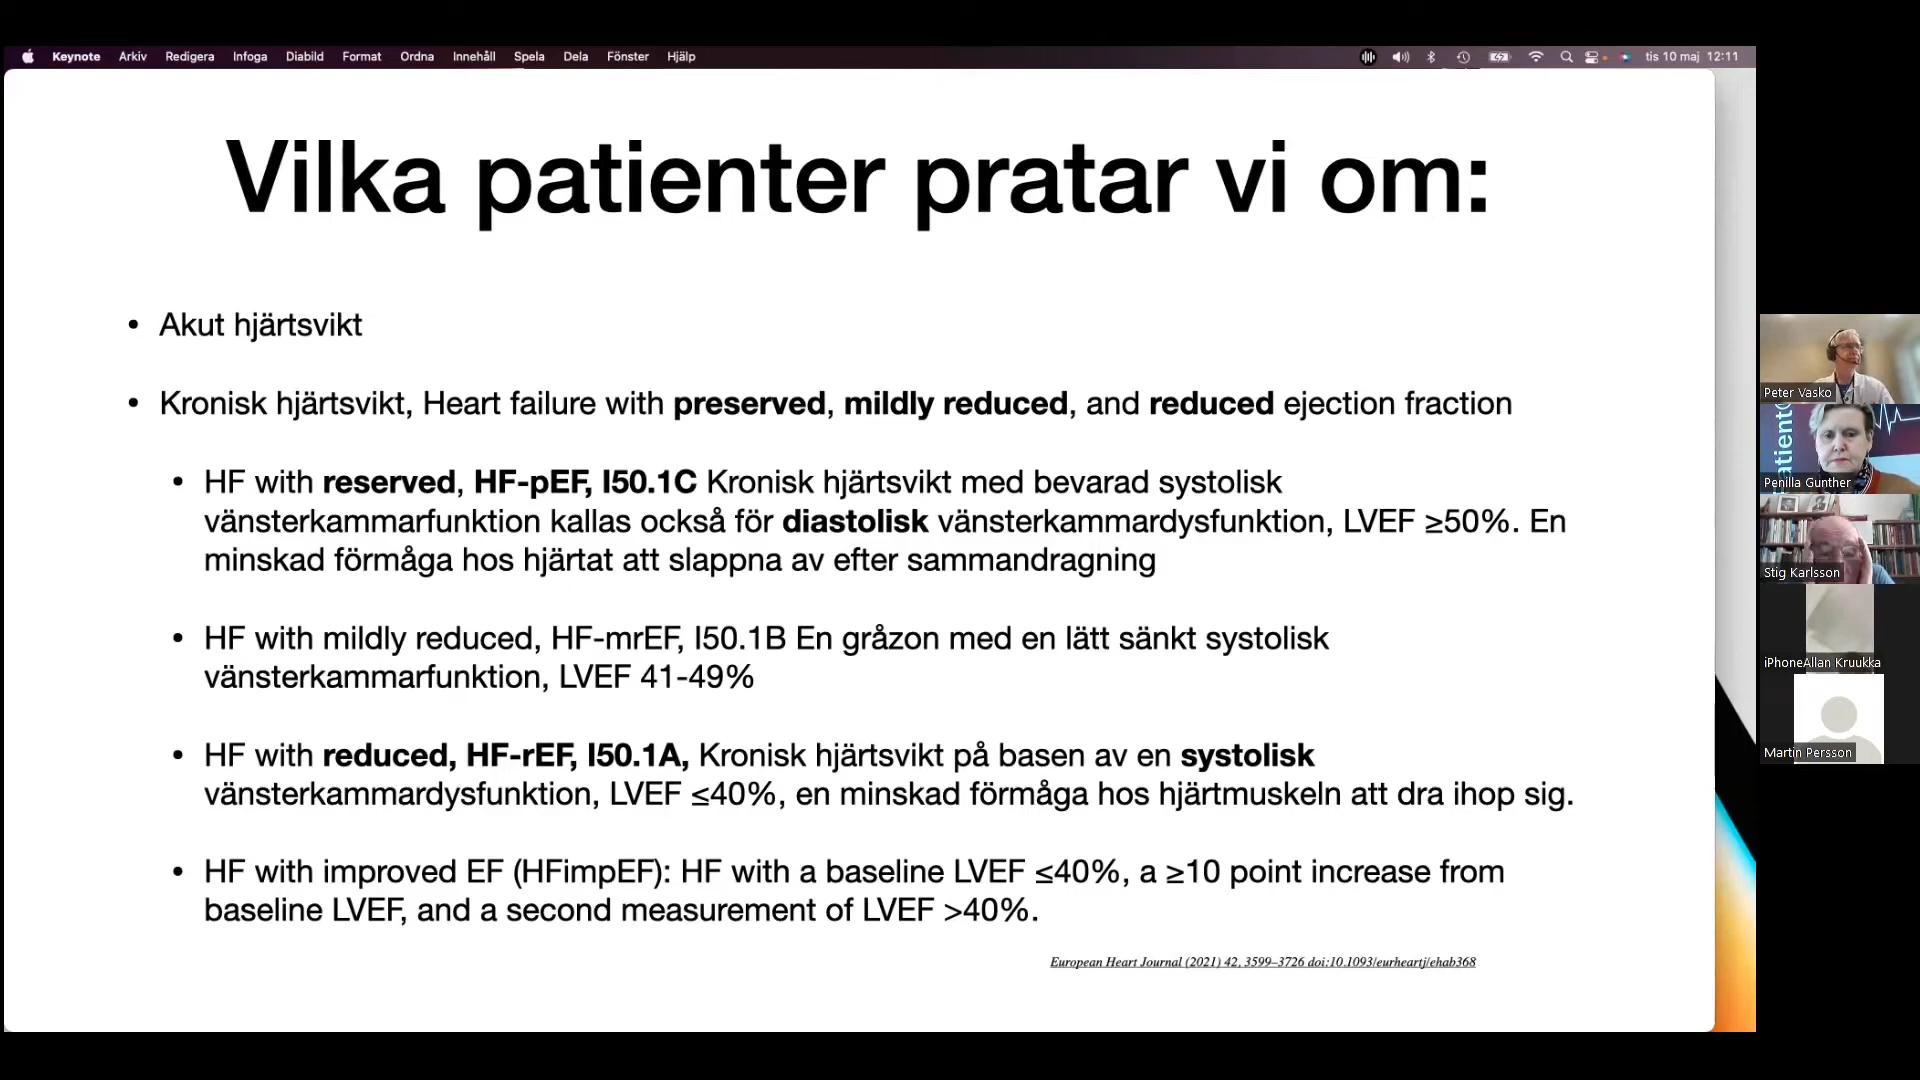 Keynote Arkiv Redigera Infoga Diabild Format Ordna Innehåll Spela Dela Fönster Hjälp tis 10 maj 12:11
Vilka patienter pratar vi om:
• Akut hjärtsvikt
• Kronisk hjärtsvikt, Heart failure with preserved, mildly reduced, and reduced ejection fraction
• HF with reserved, HF-pEF, I50.1C Kronisk hjärtsvikt med bevarad systolisk
vänsterkammarfunktion kallas också för diastolisk vänsterkammardysfunktion, LVEF ≥50%. En
minskad förmåga hos hjärtat att slappna av efter sammandragning
• HF with mildly reduced, HF-mrEF, I50.1B En gråzon med en lätt sänkt systolisk
vänsterkammarfunktion, LVEF 41-49%
• HF with reduced, HF-rEF, I50.1A, Kronisk hjärtsvikt på basen av en systolisk
vänsterkammardysfunktion, LVEF ≤40%, en minskad förmåga hos hjärtmuskeln att dra ihop sig.
• HF with improved EF (HFimpEF): HF with a baseline LVEF ≤40%, a ≥10 point increase from
baseline LVEF, and a second measurement of LVEF >40%.
European Heart Journal (2021) 42, 3599–3726 doi:10.1093/eurheartj/ehab368
Peter Vasko
Penilla Gunther
Stig Karlsson
iPhoneAllan Kruukka
Martin Persson